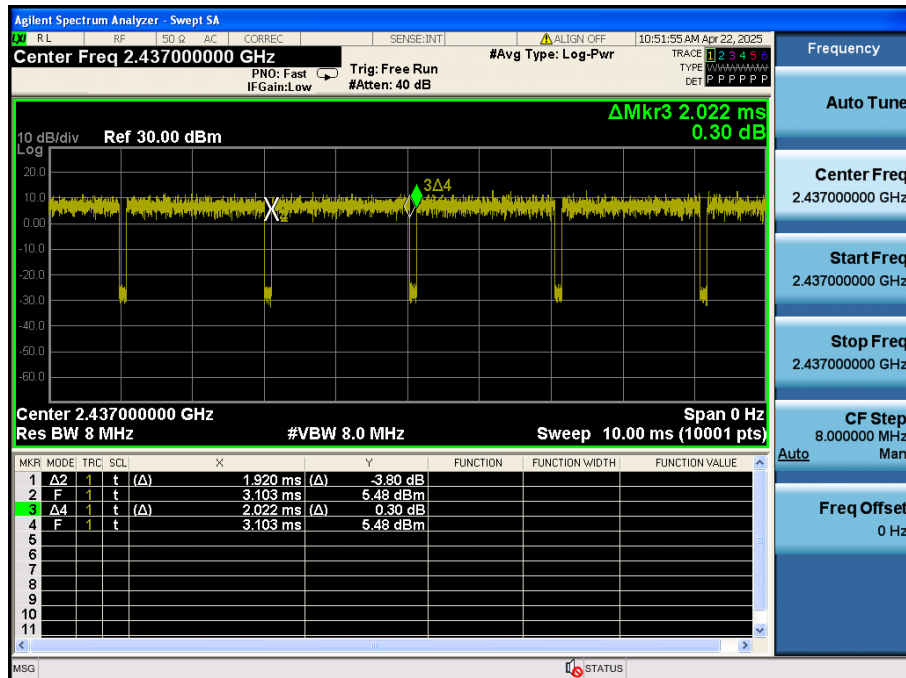 Agilent Spectrum Analyzer - Swept SA
LXI RL RF 50 Ω AC CORREC SENSE:INT ALIGN OFF 10:51:55 AM Apr 22, 2025
Center Freq 2.437000000 GHz
PNO: Fast
IFGain:Low
Trig: Free Run
#Atten: 40 dB
#Avg Type: Log-Pwr
TRACE 1 2 3 4 5 6
TYPE WWWWWW
DET P P P P P P
ΔMkr3 2.022 ms
0.30 dB
10 dB/div Ref 30.00 dBm
Log
20.0
10.0
0.00
-10.0
-20.0
-30.0
-40.0
-50.0
-60.0
3Δ4
Center 2.437000000 GHz Span 0 Hz
Res BW 8 MHz #VBW 8.0 MHz Sweep 10.00 ms (10001 pts)
MKR MODE TRC SCL X Y FUNCTION FUNCTION WIDTH FUNCTION VALUE
1 Δ2 1 t (Δ) 1.920 ms (Δ) -3.80 dB
2 F 1 t 3.103 ms 5.48 dBm
3 Δ4 1 t (Δ) 2.022 ms (Δ) 0.30 dB
4 F 1 t 3.103 ms 5.48 dBm
5
6
7
8
9
10
11
MSG STATUS
Frequency
Auto Tune
Center Freq
2.437000000 GHz
Start Freq
2.437000000 GHz
Stop Freq
2.437000000 GHz
CF Step
8.000000 MHz
Auto Man
Freq Offset
0 Hz